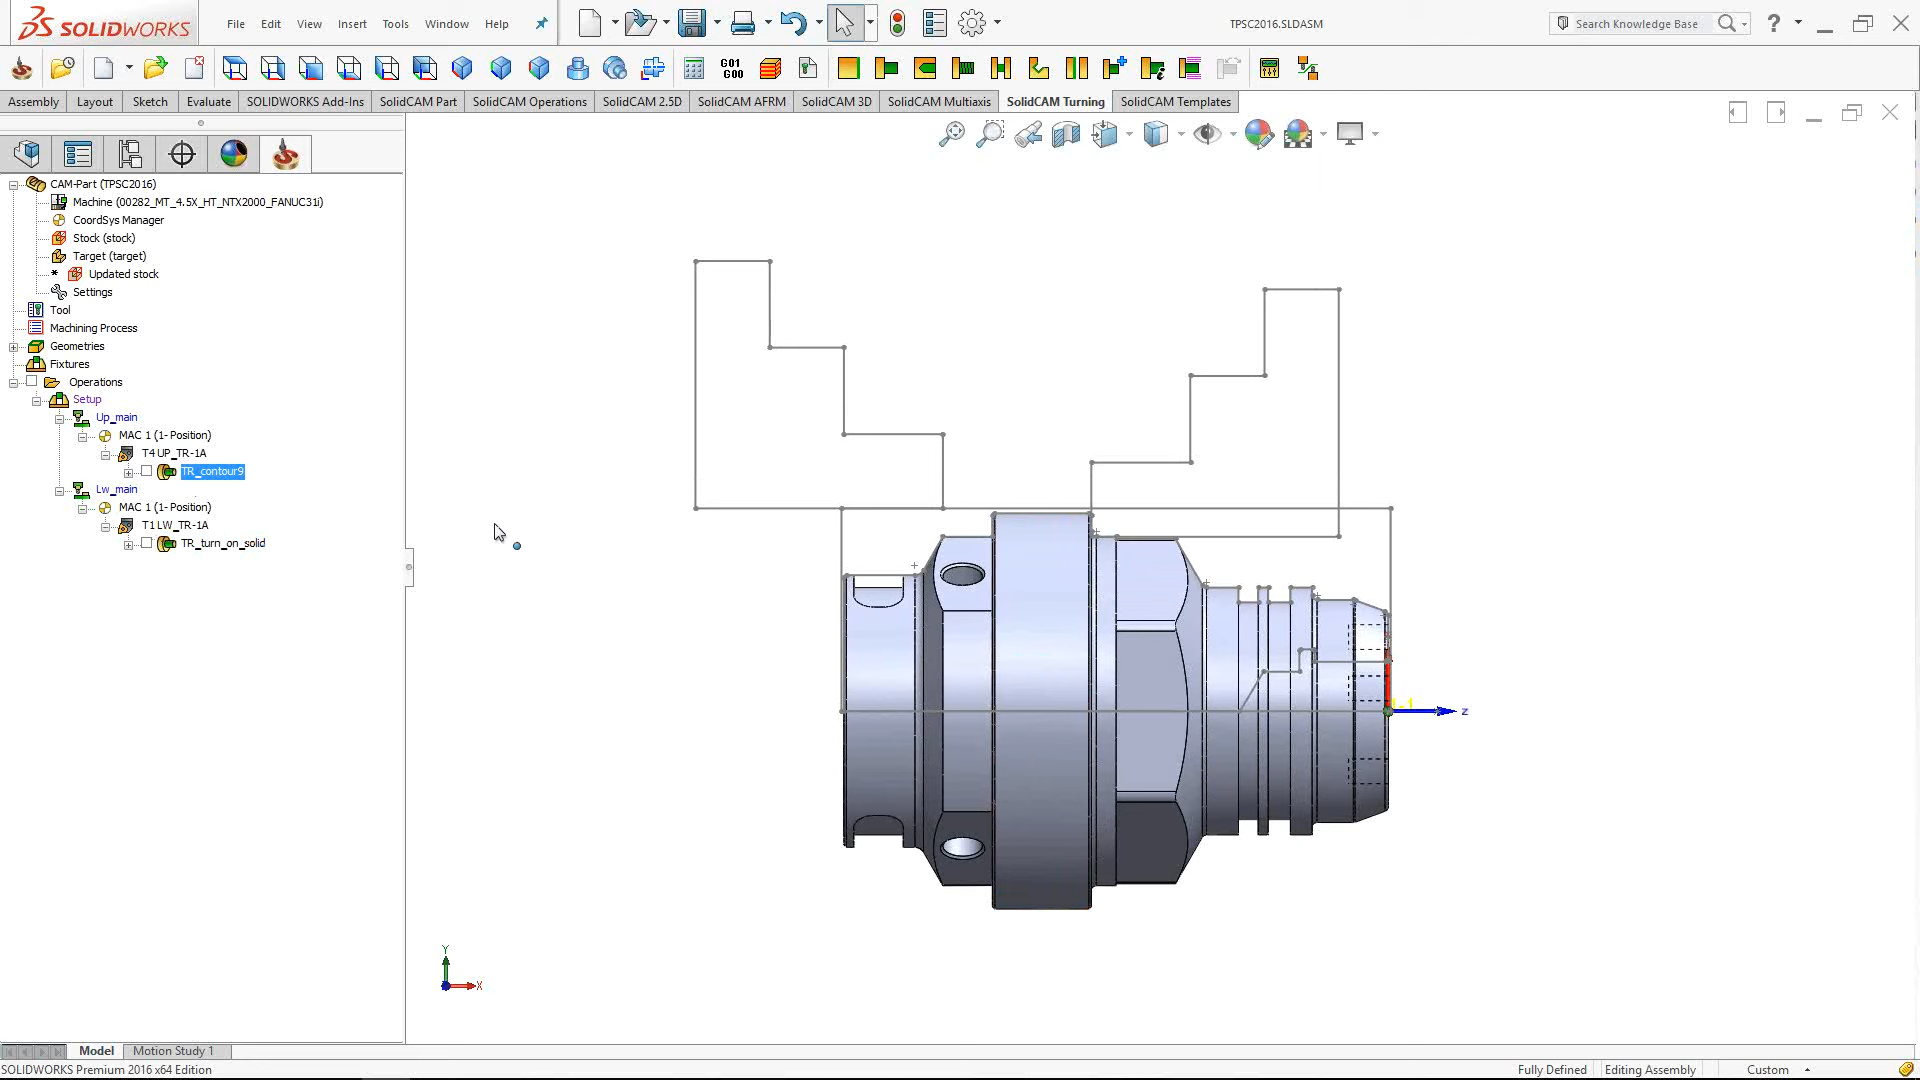 SOLIDWORKS File Edit View Insert Tools Window Help TPSC2016.SLDASM Search Knowledge Base ?
G01
G00
Assembly Layout Sketch Evaluate SOLIDWORKS Add-Ins SolidCAM Part SolidCAM Operations SolidCAM 2.5D SolidCAM AFRM SolidCAM 3D SolidCAM Multiaxis SolidCAM Turning SolidCAM Templates
CAM-Part (TPSC2016)
Machine (00282_MT_4.5X_HT_NTX2000_FANUC31i)
CoordSys Manager
Stock (stock)
Target (target)
* Updated stock
Settings
Tool
Machining Process
Geometries
Fixtures
Operations
Setup
Up_main
MAC 1 (1- Position)
T4 UP_TR-1A
TR_contour9
Lw_main
MAC 1 (1- Position)
T1 LW_TR-1A
TR_turn_on_solid
Z
Y
X
Model Motion Study 1
SOLIDWORKS Premium 2016 x64 Edition Fully Defined Editing Assembly Custom